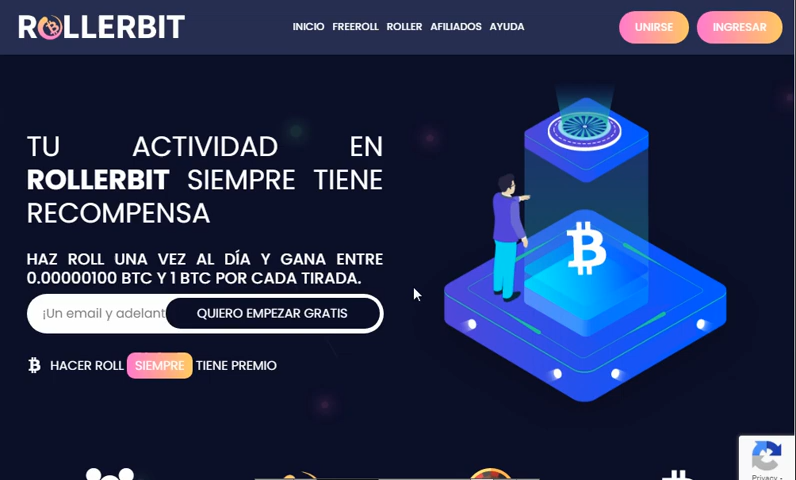 ROLLERBIT
INICIO FREEROLL ROLLER AFILIADOS AYUDA
UNIRSE INGRESAR
TU ACTIVIDAD EN
ROLLERBIT SIEMPRE TIENE
RECOMPENSA
HAZ ROLL UNA VEZ AL DÍA Y GANA ENTRE
0.00000100 BTC Y 1 BTC POR CADA TIRADA.
¡Un email y adelant QUIERO EMPEZAR GRATIS
HACER ROLL SIEMPRE TIENE PREMIO
Privacy -